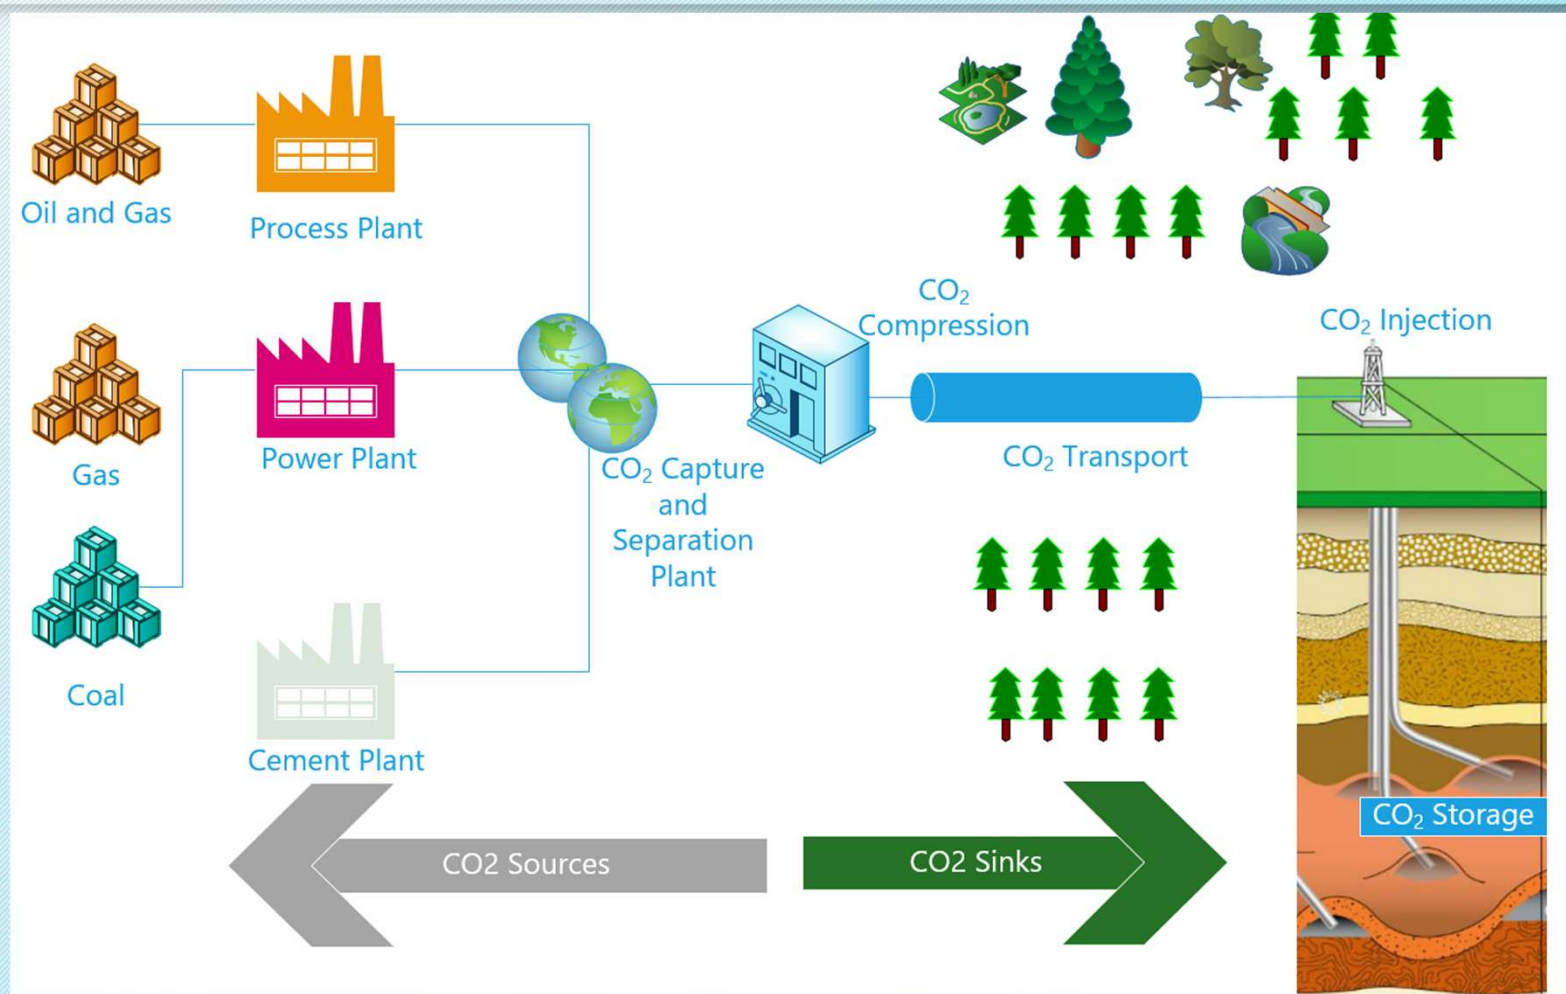 Oil and Gas
Process Plant
Gas
Power Plant
Coal
Cement Plant
CO₂ Capture
and
Separation
Plant
CO₂
Compression
CO₂ Transport
CO₂ Injection
CO₂ Storage
CO2 Sources
CO2 Sinks